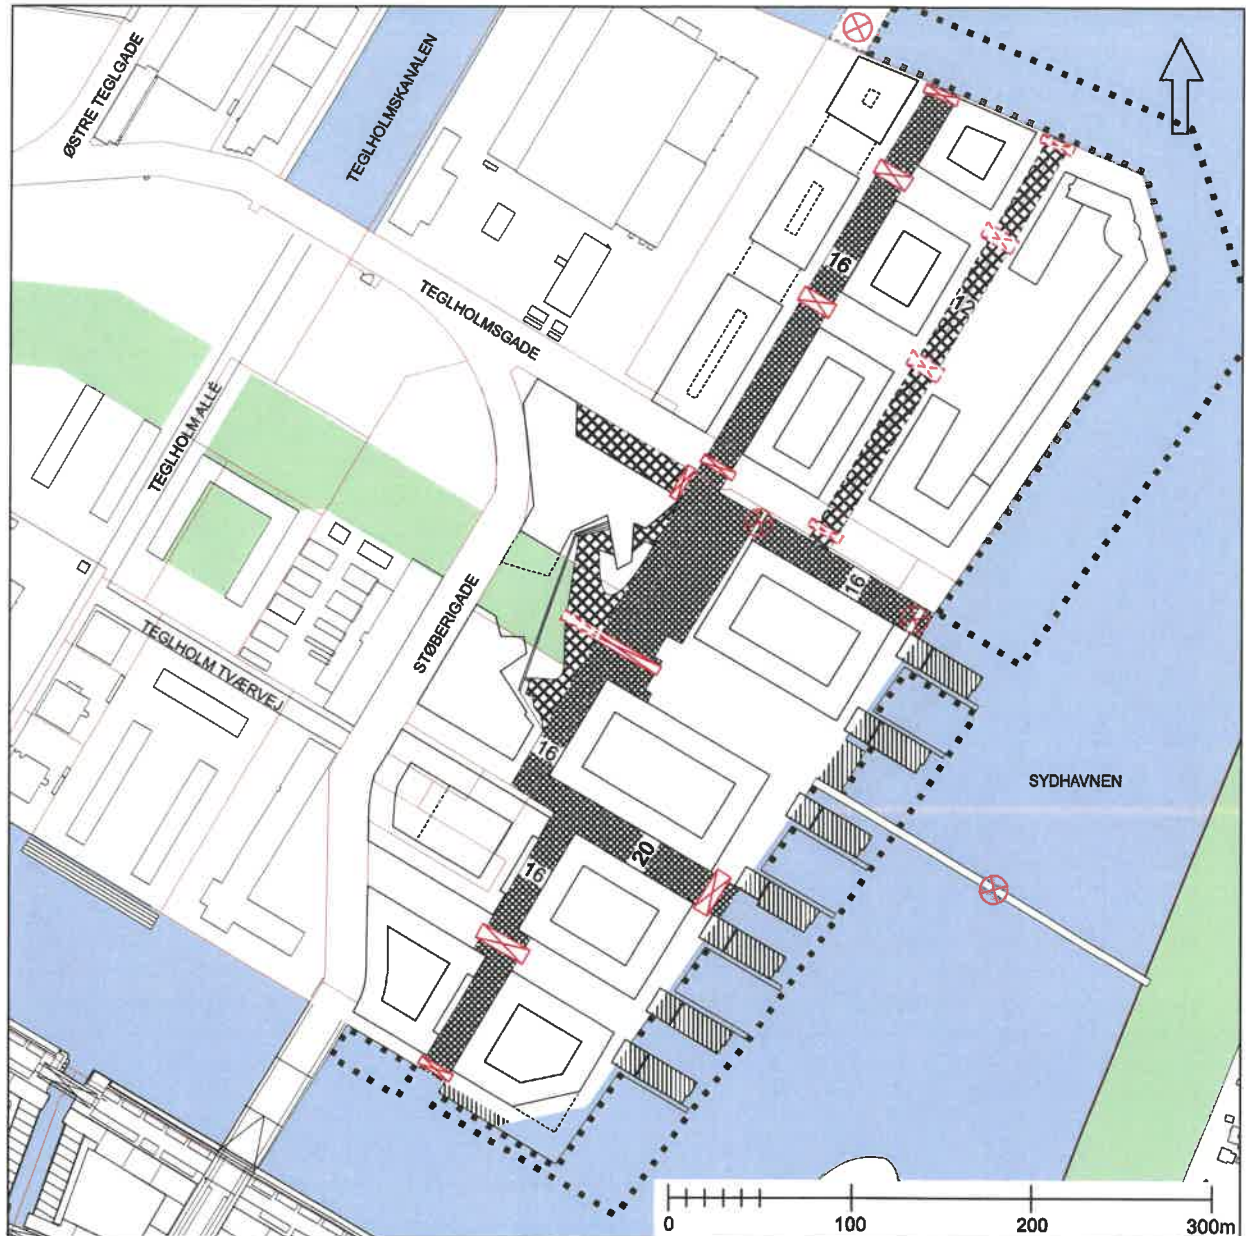 ØSTRE TEGLGADE
TEGLHOLMSKANALEN
TEGLHOLMSGADE
16
12
TEGLHOLM ALLÉ
STØBERIGADE
16
TEGLHOLM TVÆRVEJ
16
SYDHAVNEN
20
16
0 100 200 300m